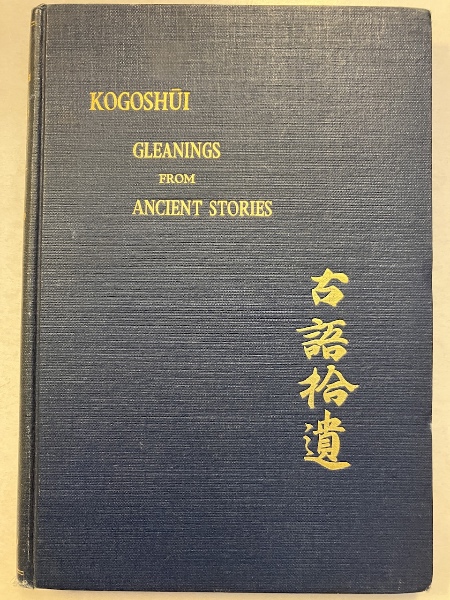 KOGOSHŪI
GLEANINGS
FROM
ANCIENT STORIES
古語拾遺